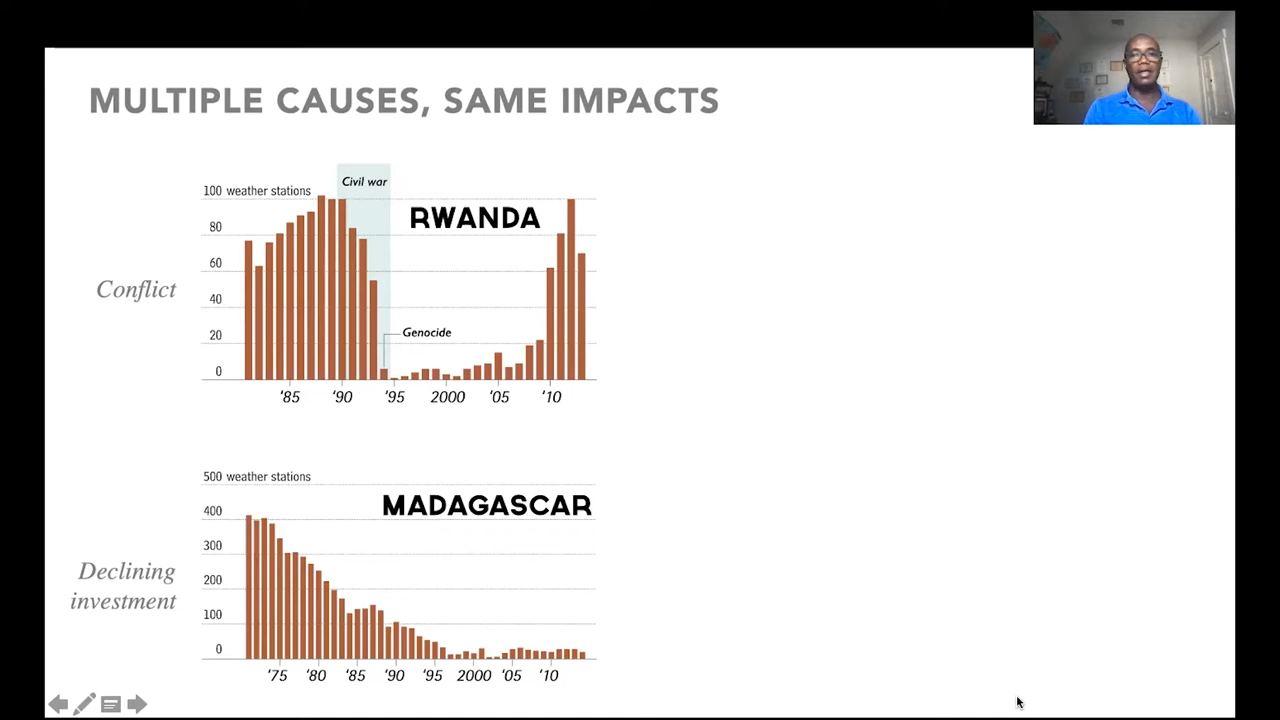 MULTIPLE CAUSES, SAME IMPACTS
100 weather stations
Civil war
RWANDA
80
60
40
20
0
Conflict
Genocide
'85 '90 '95 2000 '05 '10
500 weather stations
MADAGASCAR
400
300
200
100
0
Declining
investment
'75 '80 '85 '90 '95 2000 '05 '10